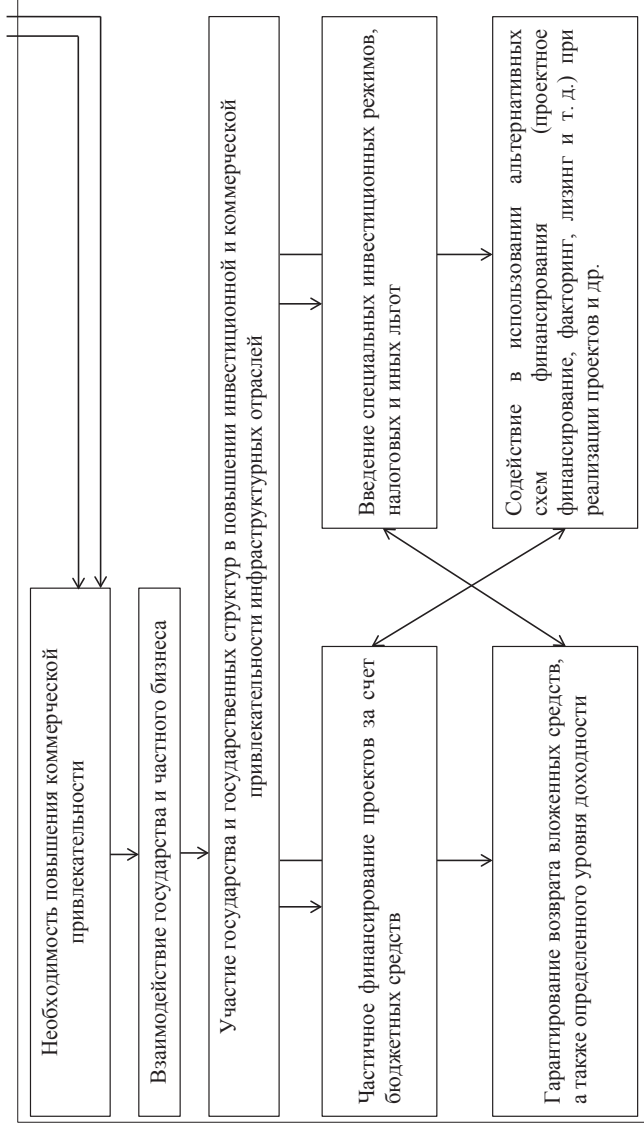 Необходимость повышения коммерческой
привлекательности
Взаимодействие государства и частного бизнеса
Участие государства и государственных структур в повышении инвестиционной и коммерческой
привлекательности инфраструктурных отраслей
Частичное финансирование проектов за счет
бюджетных средств
Введение специальных инвестиционных режимов,
налоговых и иных льгот
Гарантирование возврата вложенных средств,
а также определенного уровня доходности
Содействие в использовании альтернативных
схем финансирования (проектное
финансирование, факторинг, лизинг и т. д.) при
реализации проектов и др.